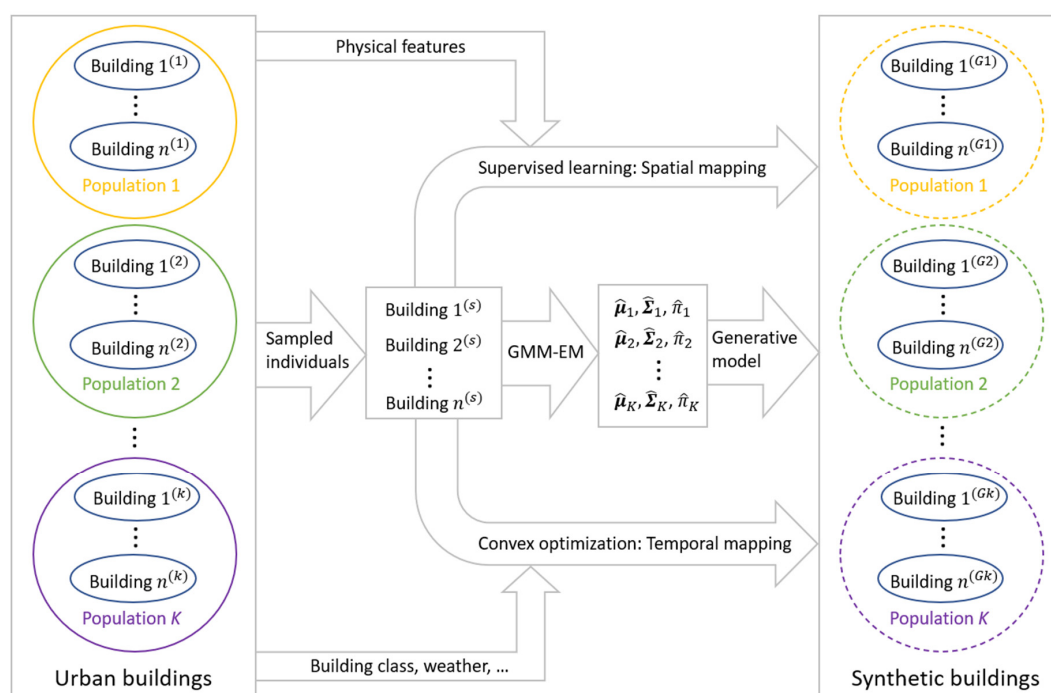 Building 1⁽¹⁾
⋮
Building n⁽¹⁾
Population 1
Building 1⁽²⁾
⋮
Building n⁽²⁾
Population 2
⋮
Building 1⁽ᵏ⁾
⋮
Building n⁽ᵏ⁾
Population K
Urban buildings
Physical features
Supervised learning: Spatial mapping
Sampled
individuals
Building 1⁽ˢ⁾
Building 2⁽ˢ⁾
⋮
Building n⁽ˢ⁾
GMM-EM
μ̂₁, Σ̂₁, π̂₁
μ̂₂, Σ̂₂, π̂₂
⋮
μ̂_K, Σ̂_K, π̂_K
Generative
model
Convex optimization: Temporal mapping
Building class, weather, ...
Building 1⁽ᴳ¹⁾
⋮
Building n⁽ᴳ¹⁾
Population 1
Building 1⁽ᴳ²⁾
⋮
Building n⁽ᴳ²⁾
Population 2
⋮
Building 1⁽ᴳᵏ⁾
⋮
Building n⁽ᴳᵏ⁾
Population K
Synthetic buildings